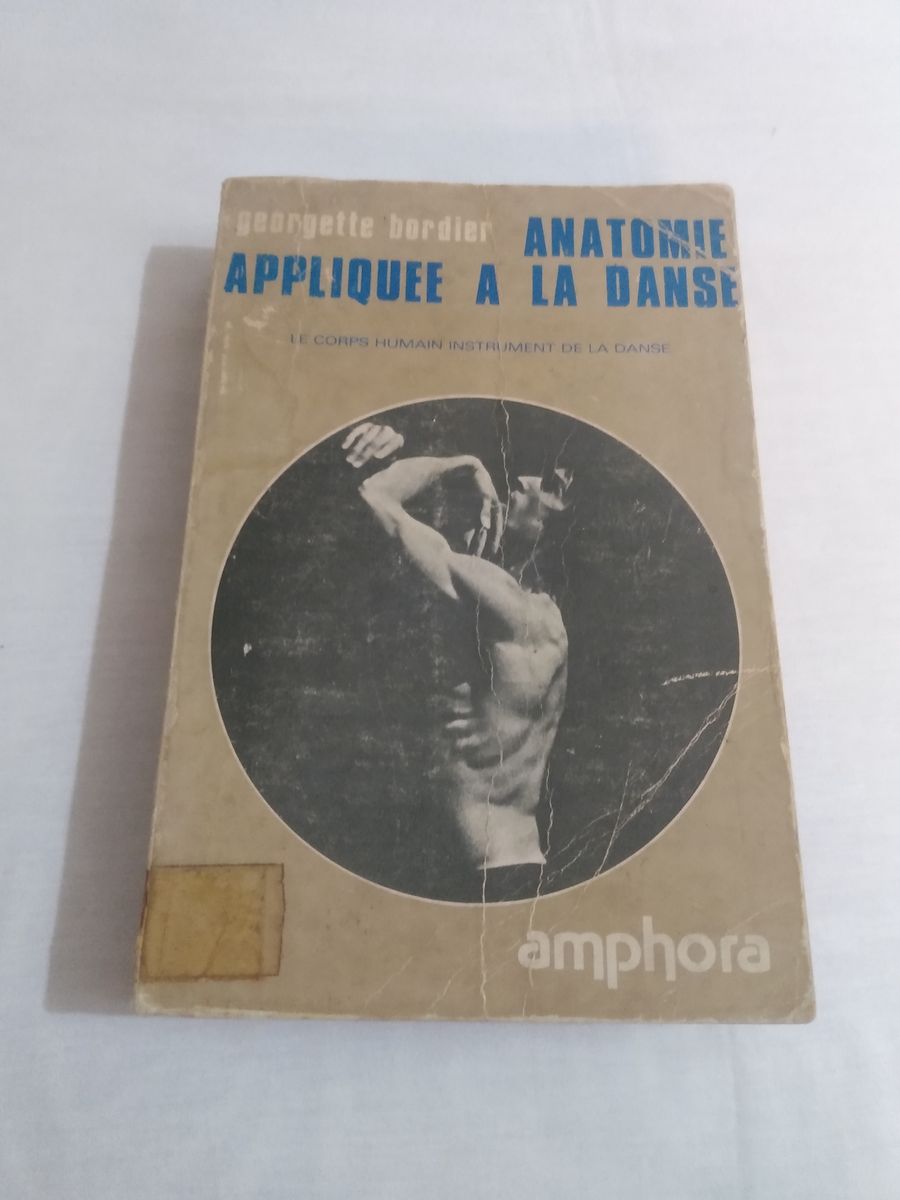 georgette bordier ANATOMIE
APPLIQUEE A LA DANSE
LE CORPS HUMAIN INSTRUMENT DE LA DANSE
amphora